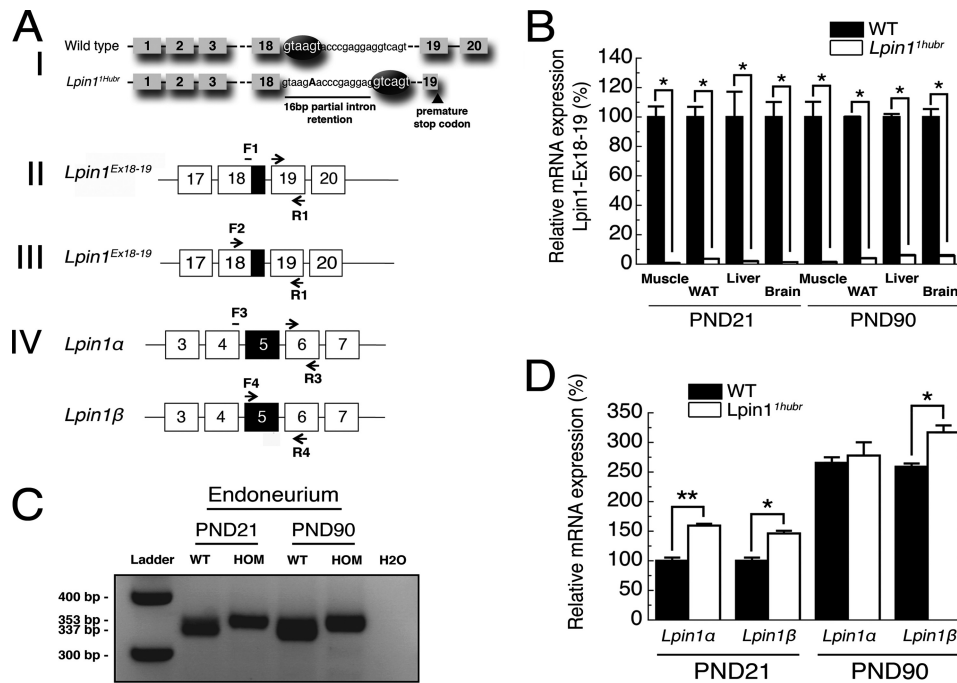 A
I
Wild type
1 2 3 18 gtaagtacccgaggaggtcagt 19 20
Lpin1 1Hubr
1 2 3 18 gtaagAacccgaggaggtcagt 19
16bp partial intron
retention
premature
stop codon
II
Lpin1 Ex18-19
F1
17 18 19 20
R1
III
Lpin1 Ex18-19
F2
17 18 19 20
R1
IV
Lpin1α
F3
3 4 5 6 7
R3
Lpin1β
F4
3 4 5 6 7
R4
B
WT
Lpin1 1hubr
Relative mRNA expression
Lpin1-Ex18-19 (%)
140
120
100
80
60
40
20
0
* * * * * * * *
Muscle WAT Liver Brain Muscle WAT Liver Brain
PND21 PND90
C
Endoneurium
PND21 PND90
Ladder WT HOM WT HOM H2O
400 bp -
353 bp -
337 bp -
300 bp -
D
WT
Lpin1 1hubr
Relative mRNA expression (%)
350
300
250
200
150
100
50
0
** * *
Lpin1α Lpin1β Lpin1α Lpin1β
PND21 PND90